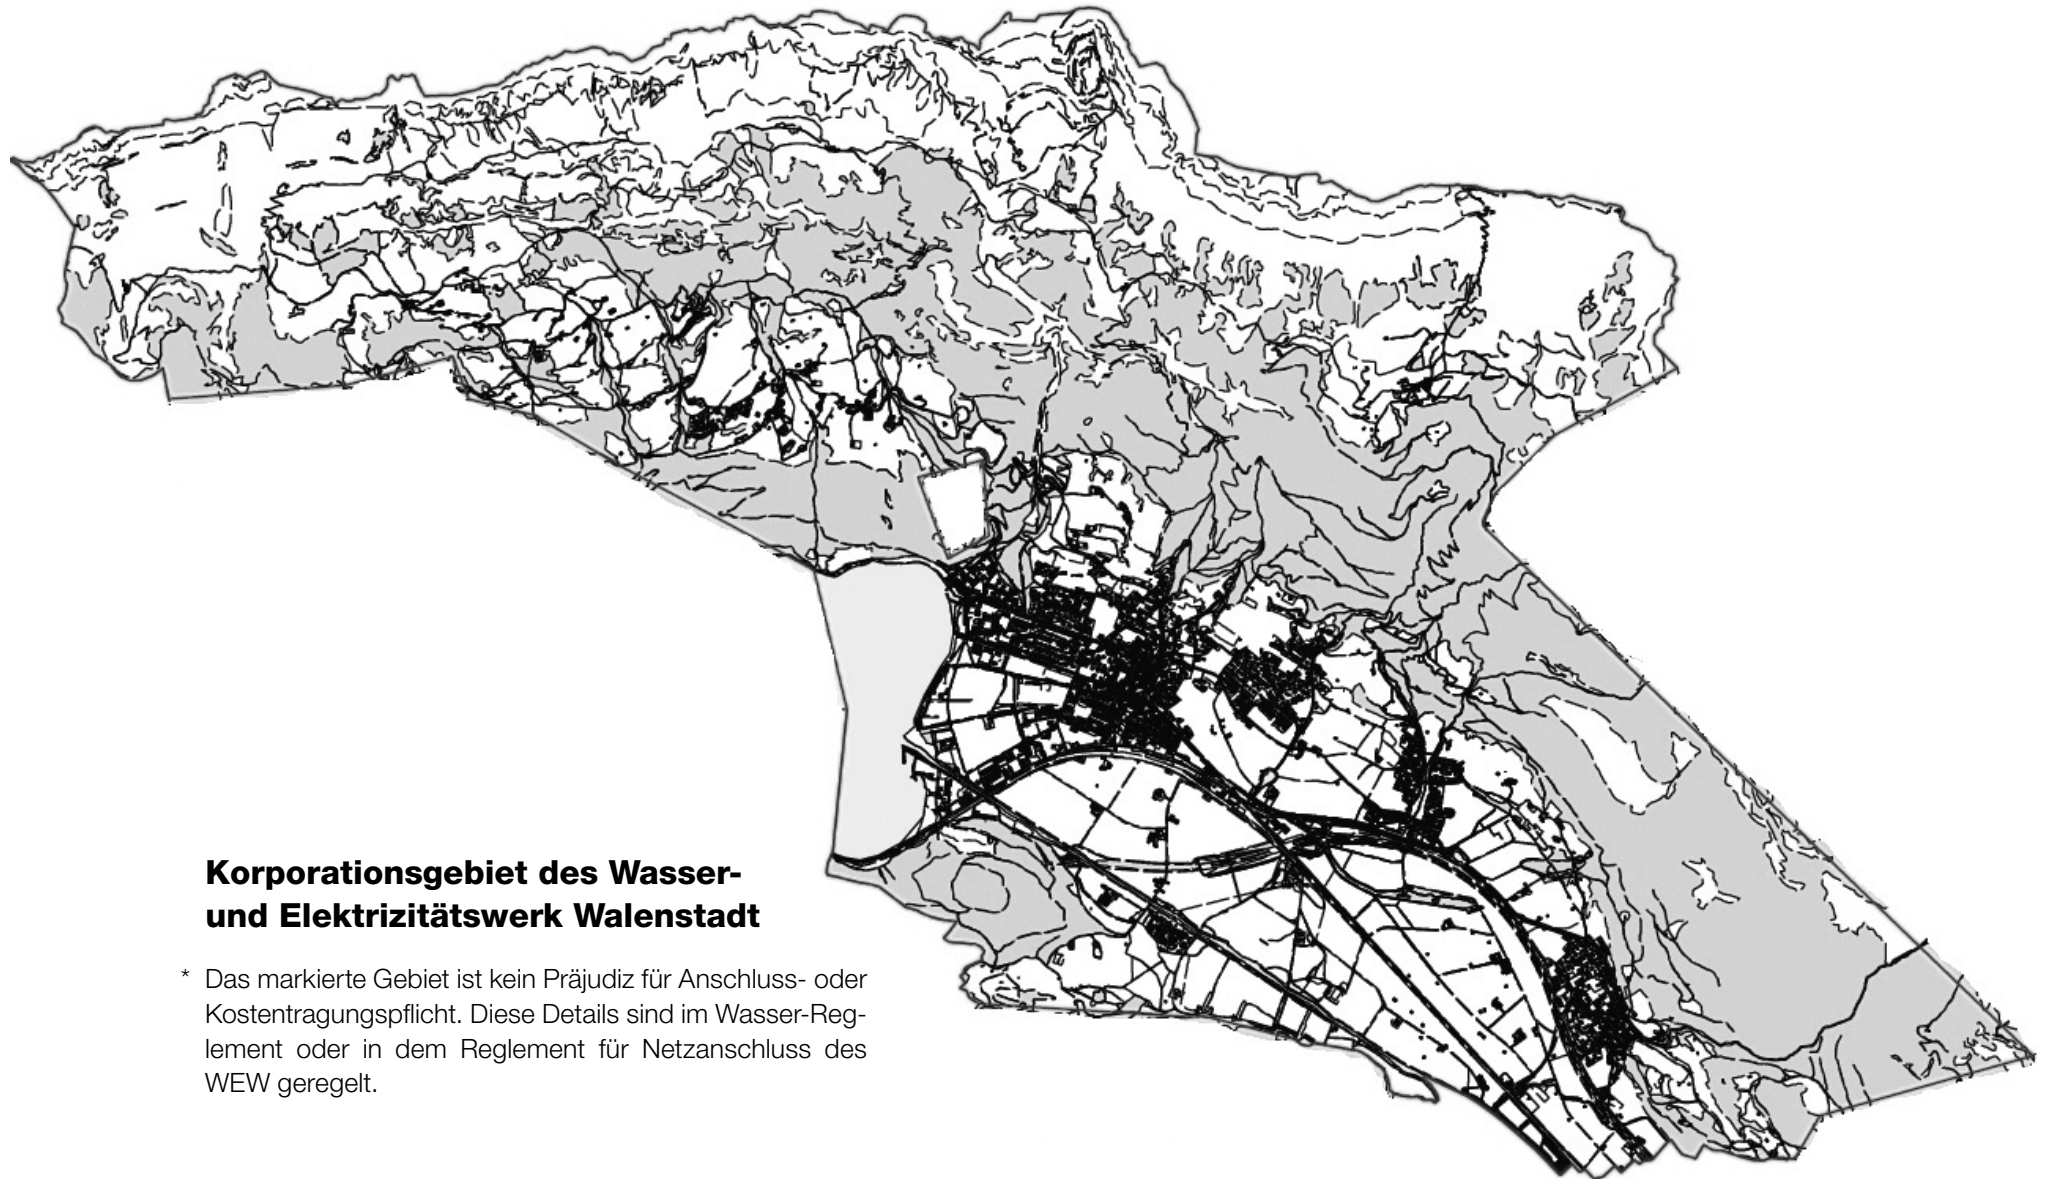 Korporationsgebiet des Wasser-
und Elektrizitätswerk Walenstadt
* Das markierte Gebiet ist kein Präjudiz für Anschluss- oder
Kostentragungspflicht. Diese Details sind im Wasser-Reg-
lement oder in dem Reglement für Netzanschluss des
WEW geregelt.